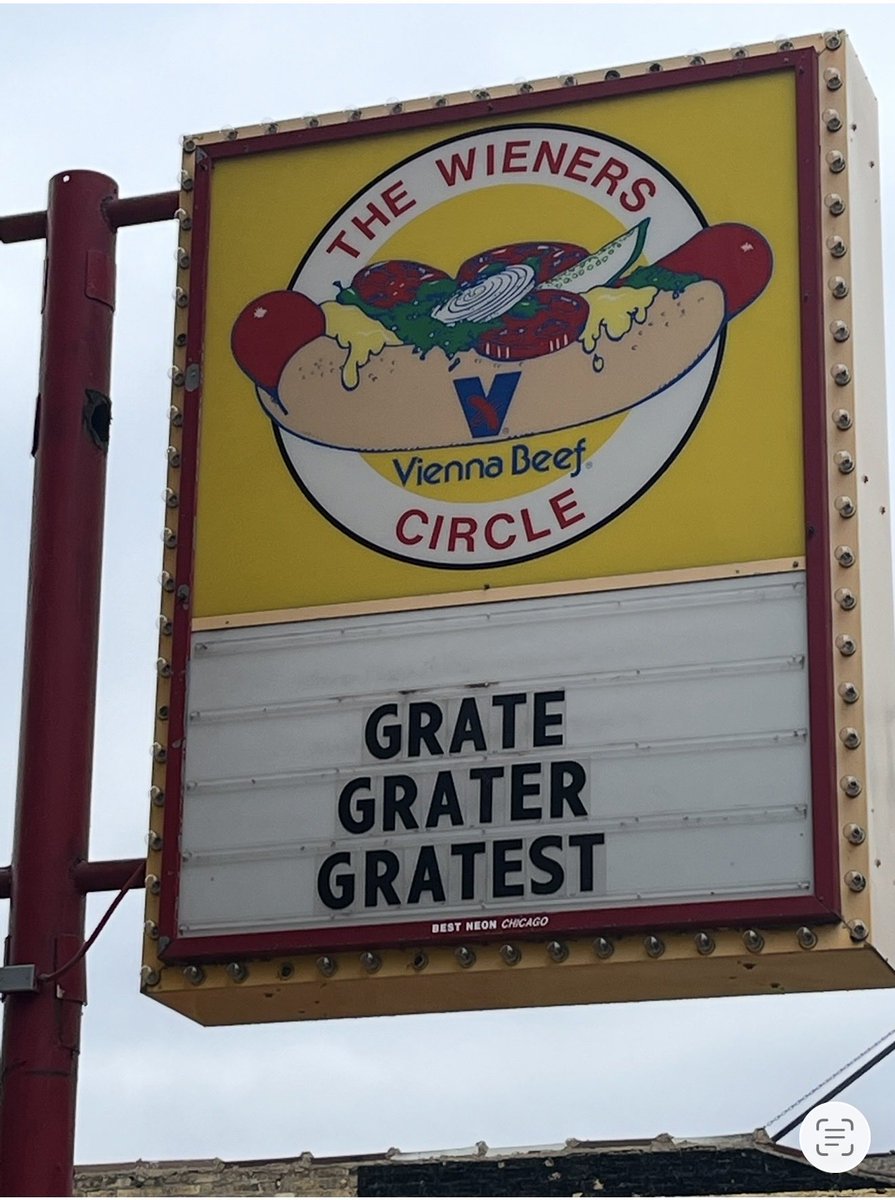 THE WIENERS
V
Vienna Beef
CIRCLE
GRATE
GRATER
GRATEST
BEST NEON CHICAGO